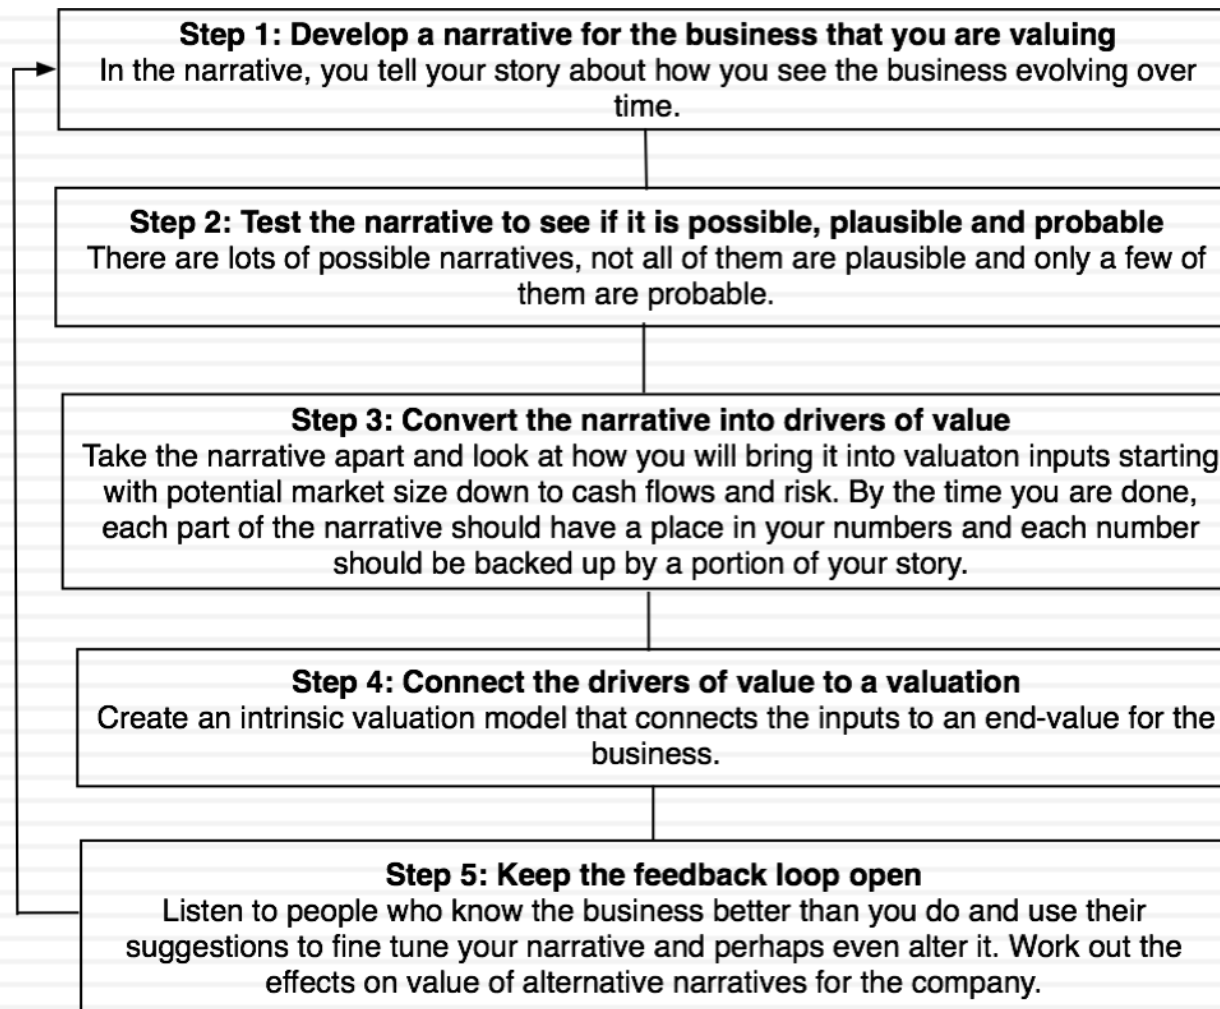 Step 1: Develop a narrative for the business that you are valuing
In the narrative, you tell your story about how you see the business evolving over
time.
Step 2: Test the narrative to see if it is possible, plausible and probable
There are lots of possible narratives, not all of them are plausible and only a few of
them are probable.
Step 3: Convert the narrative into drivers of value
Take the narrative apart and look at how you will bring it into valuaton inputs starting
with potential market size down to cash flows and risk. By the time you are done,
each part of the narrative should have a place in your numbers and each number
should be backed up by a portion of your story.
Step 4: Connect the drivers of value to a valuation
Create an intrinsic valuation model that connects the inputs to an end-value for the
business.
Step 5: Keep the feedback loop open
Listen to people who know the business better than you do and use their
suggestions to fine tune your narrative and perhaps even alter it. Work out the
effects on value of alternative narratives for the company.